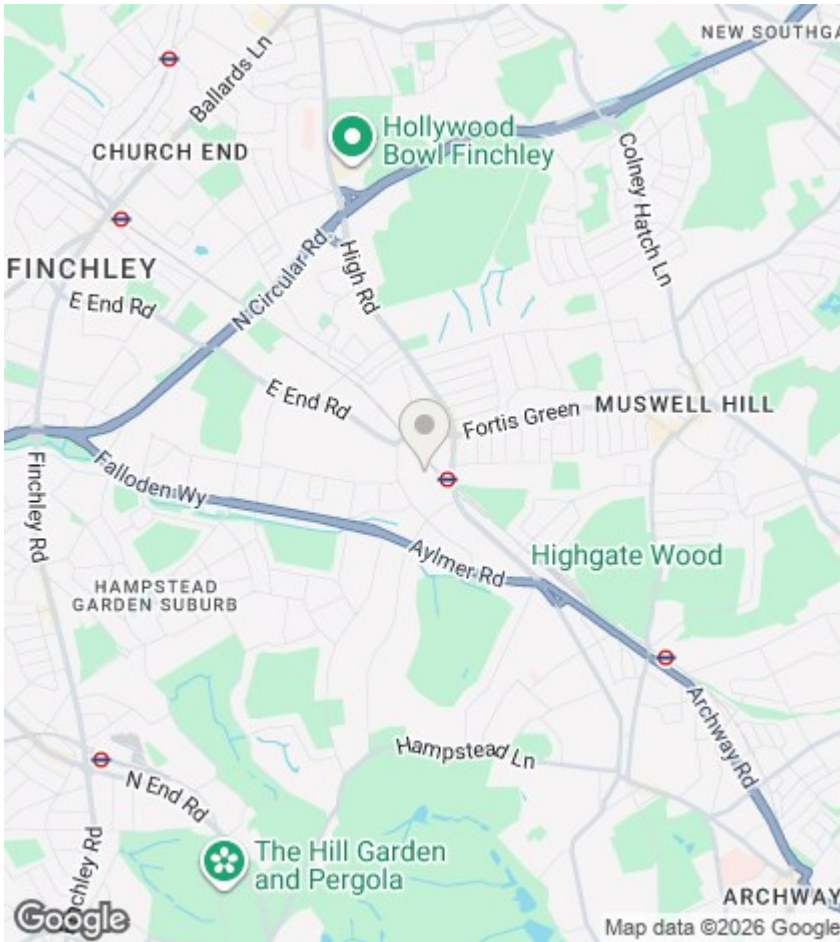 NEW SOUTHGA
Ballards Ln
Hollywood
Bowl Finchley
CHURCH END
Colney Hatch Ln
FINCHLEY
N Circular Rd
High Rd
E End Rd
E End Rd
Fortis Green
MUSWELL HILL
Finchley Rd
Falloden Wy
Aylmer Rd
Highgate Wood
HAMPSTEAD
GARDEN SUBURB
Archway Rd
Hampstead Ln
N End Rd
The Hill Garden
and Pergola
Finchley Rd
ARCHWAY
Google
Map data ©2026 Google